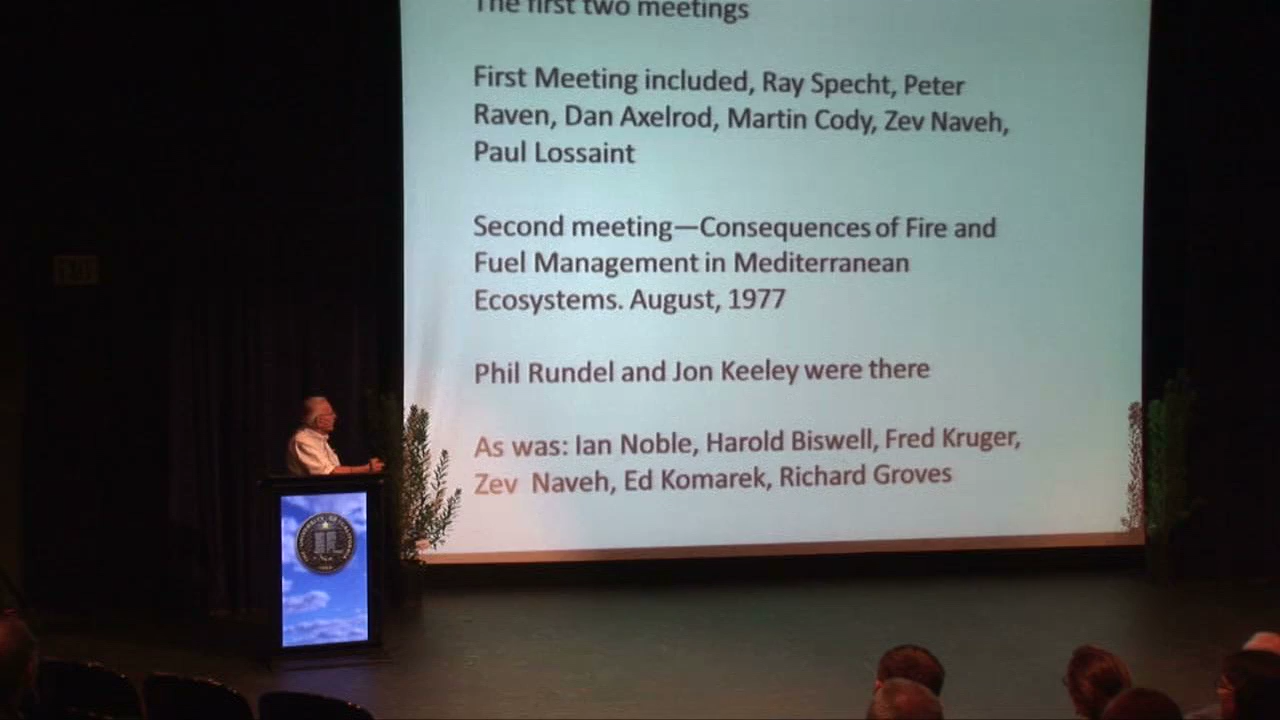 The first two meetings
First Meeting included, Ray Specht, Peter
Raven, Dan Axelrod, Martin Cody, Zev Naveh,
Paul Lossaint
Second meeting—Consequences of Fire and
Fuel Management in Mediterranean
Ecosystems. August, 1977
Phil Rundel and Jon Keeley were there
As was: Ian Noble, Harold Biswell, Fred Kruger,
Zev Naveh, Ed Komarek, Richard Groves
EXIT